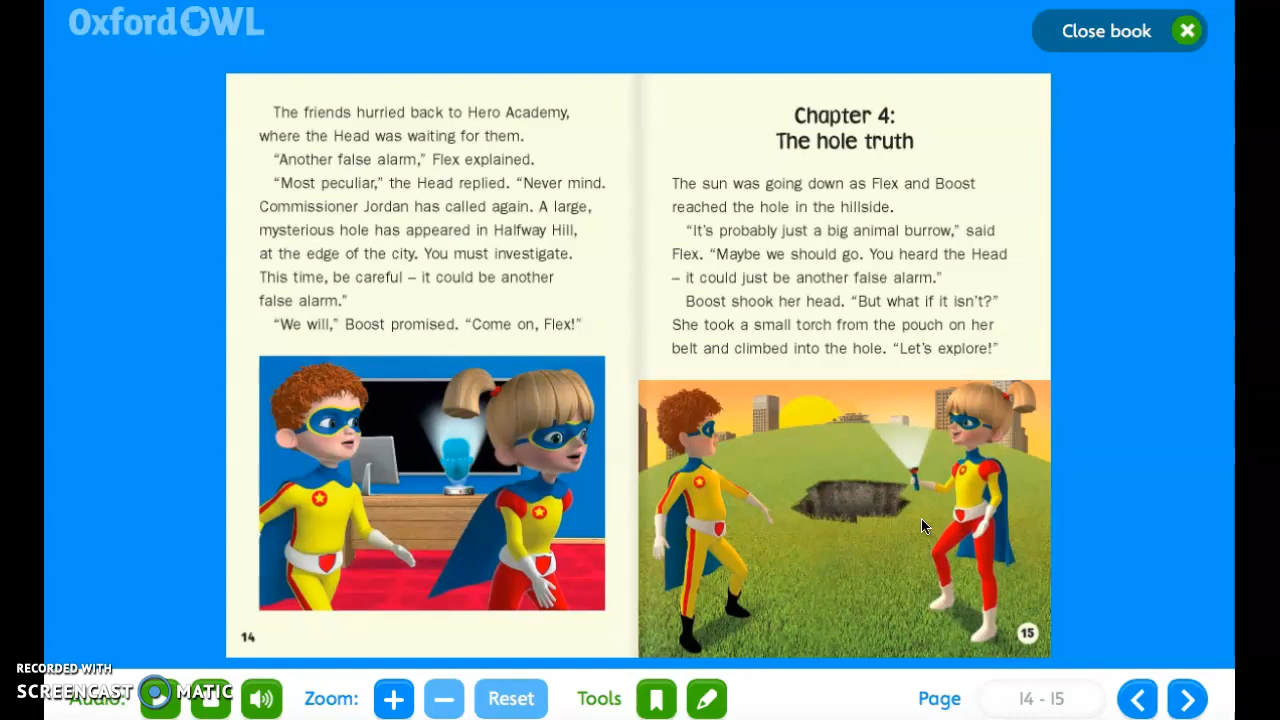 OxfordOWL
Close book
The friends hurried back to Hero Academy,
where the Head was waiting for them.
“Another false alarm,” Flex explained.
“Most peculiar,” the Head replied. “Never mind.
Commissioner Jordan has called again. A large,
mysterious hole has appeared in Halfway Hill,
at the edge of the city. You must investigate.
This time, be careful – it could be another
false alarm.”
“We will,” Boost promised. “Come on, Flex!”
14
Chapter 4:
The hole truth
The sun was going down as Flex and Boost
reached the hole in the hillside.
“It’s probably just a big animal burrow,” said
Flex. “Maybe we should go. You heard the Head
– it could just be another false alarm.”
Boost shook her head. “But what if it isn’t?”
She took a small torch from the pouch on her
belt and climbed into the hole. “Let’s explore!”
15
RECORDED WITH
SCREENCAST MATIC
Audio:
Zoom:
Reset
Tools
Page
14 - 15